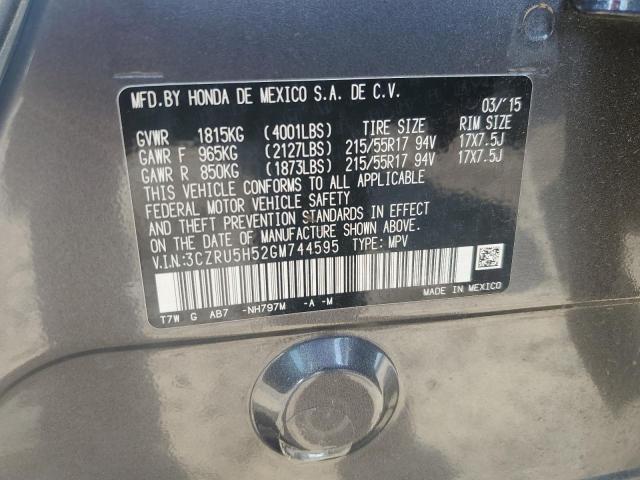 MFD.BY HONDA DE MEXICO S.A. DE C.V.
03/'15
GVWR 1815KG (4001LBS) TIRE SIZE RIM SIZE
GAWR F 965KG (2127LBS) 215/55R17 94V 17X7.5J
GAWR R 850KG (1873LBS) 215/55R17 94V 17X7.5J
THIS VEHICLE CONFORMS TO ALL APPLICABLE
FEDERAL MOTOR VEHICLE SAFETY
AND THEFT PREVENTION STANDARDS IN EFFECT
ON THE DATE OF MANUFACTURE SHOWN ABOVE.
V.I.N:3CZRU5H52GM744595 TYPE: MPV
T7W G AB7 -NH797M -A -M MADE IN MEXICO